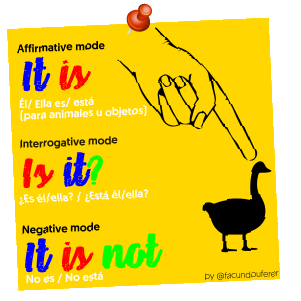 Affirmative mode
It is
Él/ Ella es/ está
(para animales u objetos)
Interrogative mode
Is it?
¿Es él/ella? / ¿Está él/ella?
Negative mode
It is not
No es / No está
by @facundouferer